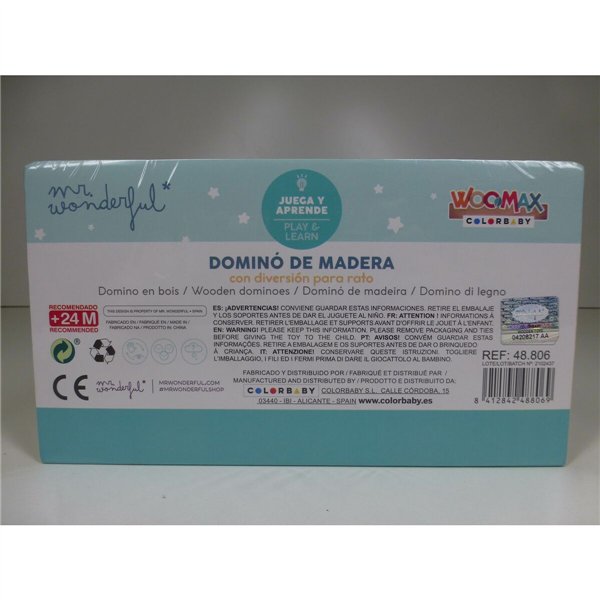 mr. wonderful*
JUEGA Y
APRENDE
PLAY &
LEARN
WOOMAX
COLORBABY
DOMINÓ DE MADERA
con diversión para rato
Domino en bois / Wooden dominoes / Dominó de madeira / Domino di legno
RECOMENDADO
+24 M
RECOMMENDED
THIS DESIGN IS PROPERTY OF MR. WONDERFUL • SPAIN
FABRICADO EN / FABRIQUÉ EN / MADE IN /
FABRICADO NA / PRODOTTO IN : CHINA
ES: ¡ADVERTENCIAS! CONVIENE GUARDAR ESTAS INFORMACIONES. RETIRE EL EMBALAJE
Y LOS SOPORTES ANTES DE DAR EL JUGUETE AL NIÑO. FR: ATTENTION ! INFORMATIONS À
CONSERVER. RETIRER L'EMBALLAGE ET SUPPORTS AVANT D'OFFRIR LE JOUET À L'ENFANT.
EN: WARNING! PLEASE KEEP THIS INFORMATION. PLEASE REMOVE PACKAGING AND TIES
BEFORE GIVING THE TOY TO THE CHILD. PT: AVISOS! CONVÉM GUARDAR ESTAS
INFORMAÇÕES. RETIRE A EMBALAGEM E OS SUPORTES ANTES DE DAR O BRINQUEDO
A CRIANÇA. IT: ATTENZIONE! CONSERVARE QUESTE ISTRUZIONI. TOGLIERE
L'IMBALLAGGIO, I FILI ED I FERMI PRIMA DI DARE IL GIOCATTOLO AL BAMBINO.
04208217 AA
REF: 48.806
LOTE/LOT/BATCH Nº 2102437
8 412842 488069
CE
mr. wonderful
MRWONDERFUL.COM
#MRWONDERFULSHOP
FABRICADO Y DISTRIBUIDO POR / FABRIQUÉ ET DISTRIBUÉ PAR /
MANUFACTURED AND DISTRIBUTED BY / PRODUTO E DISTRIBUITO DA:
COLORBABY COLORBABY S.L. CALLE CÓRDOBA, 15
03440 - IBI - ALICANTE - SPAIN www.colorbaby.es